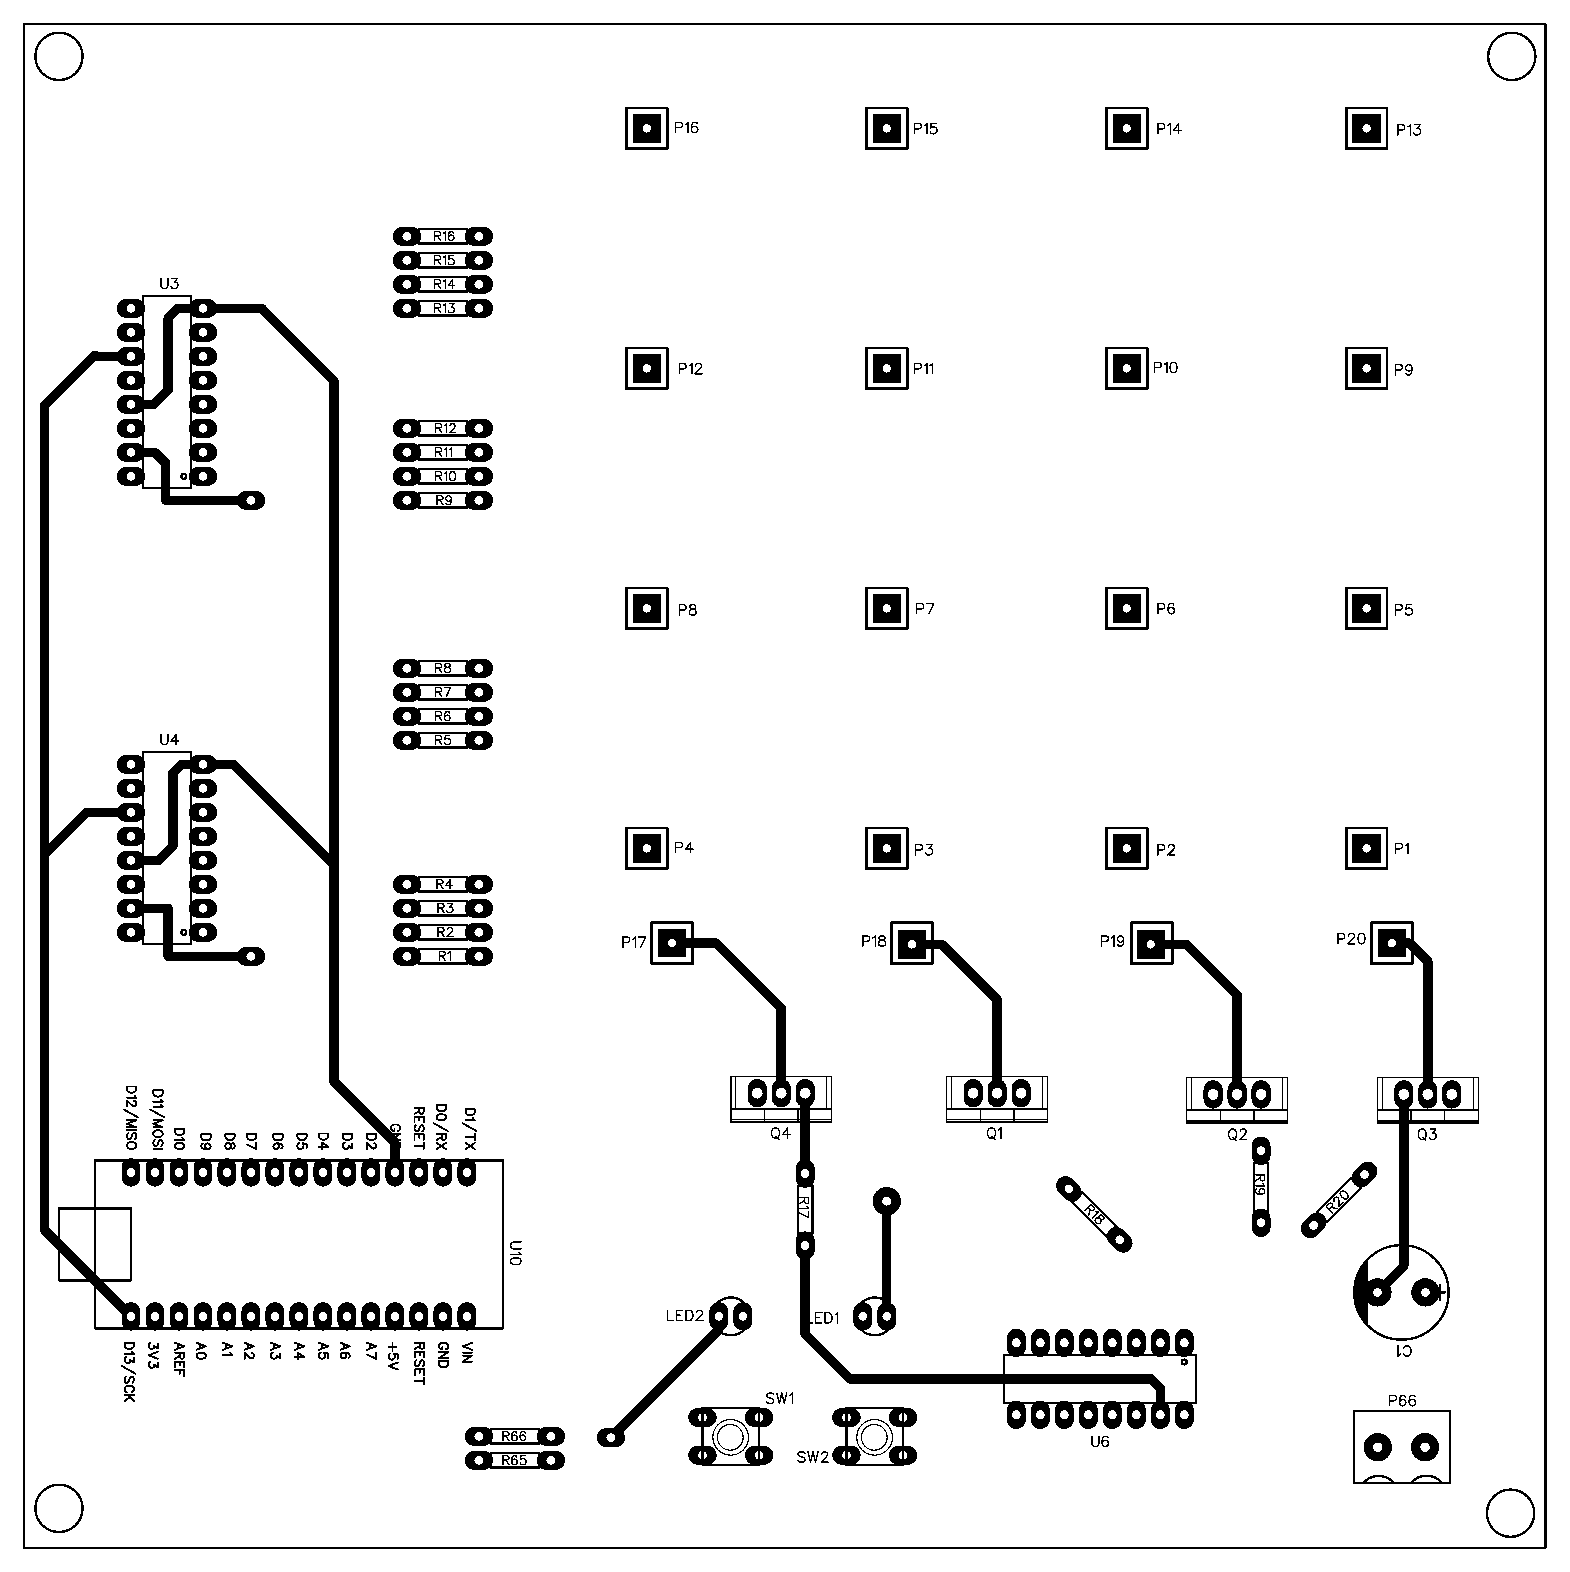 P16 P15 P14 P13
R16
R15
R14
R13
U3
P12 P11 P10 P9
R12
R11
R10
R9
P8 P7 P6 P5
R8
R7
R6
R5
U4
P4 P3 P2 P1
R4
R3
R2
R1
P17 P18 P19 P20
D12/MISO D11/MOSI D10 D9 D8 D7 D6 D5 D4 D3 D2 GND RESET D0/RX D1/TX
Q4 Q1 Q2 Q3
R17 R18 R19 R20
U10
LED2 LED1
D13/SCK 3V3 AREF A0 A1 A2 A3 A4 A5 A6 A7 +5V RESET GND VIN
+
C1
SW1
P66
R66
R65
SW2
U6